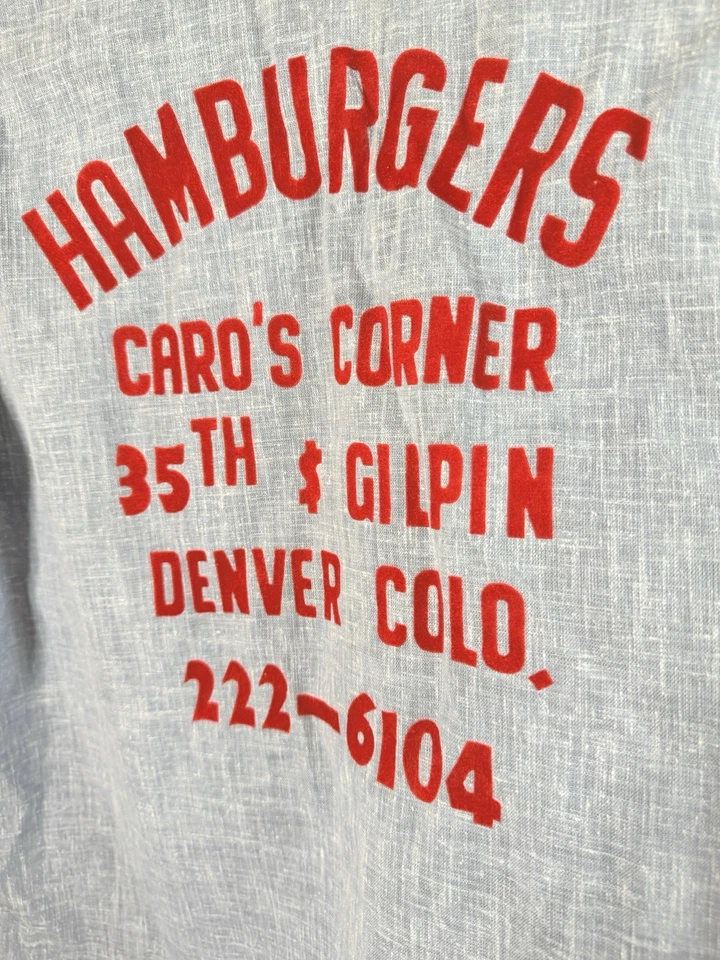 HAMBURGERS
CARO'S CORNER
35TH $ GILPIN
DENVER COLO.
222-6104